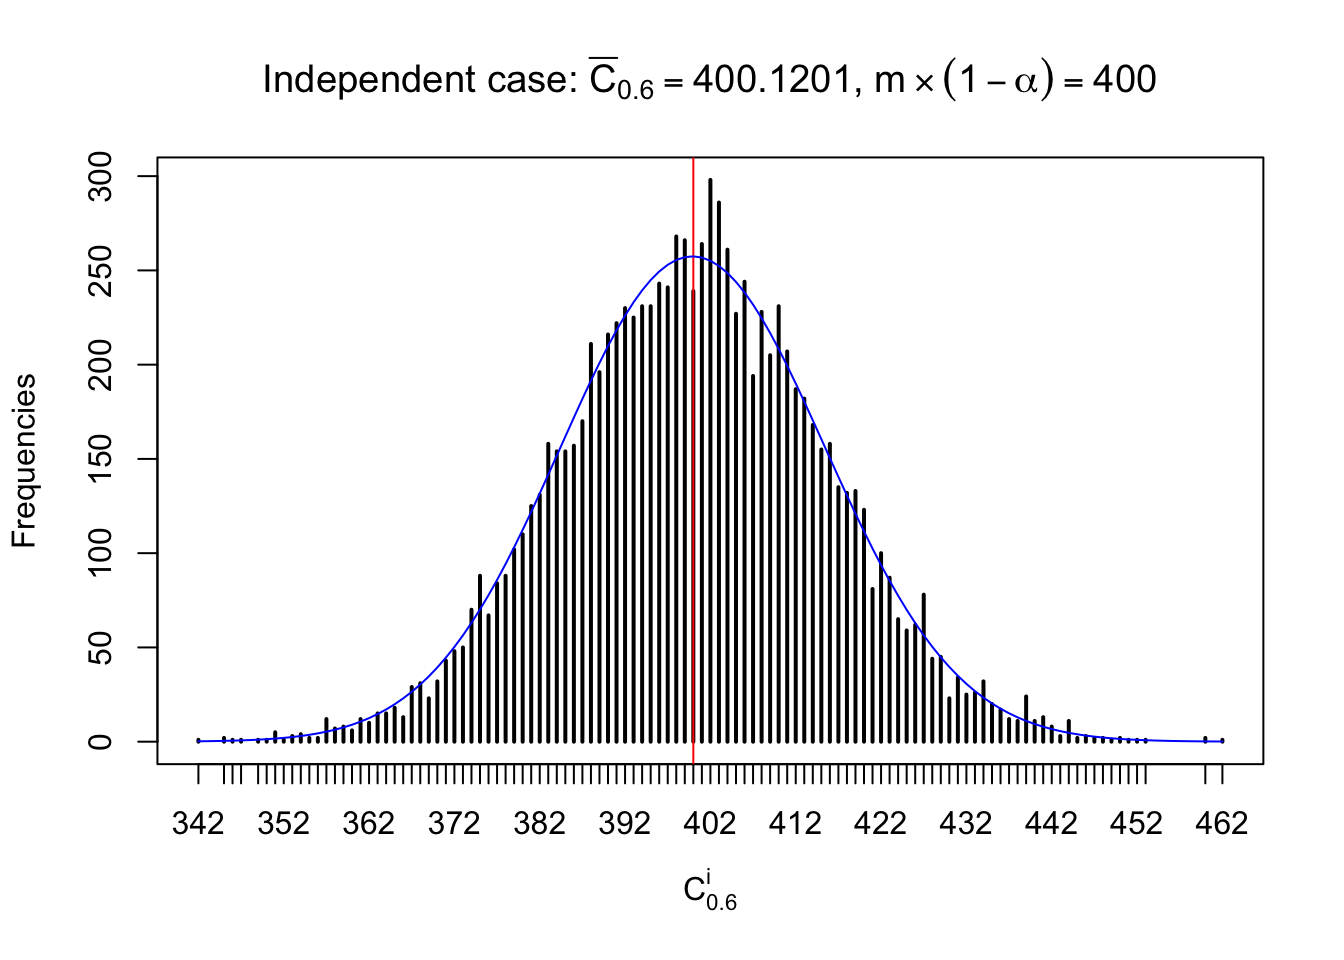 Independent case: C̅₀.₆ = 400.1201, m × (1 − α) = 400
Frequencies
300
250
200
150
100
50
0
342 352 362 372 382 392 402 412 422 432 442 452 462
Cⁱ₀.₆